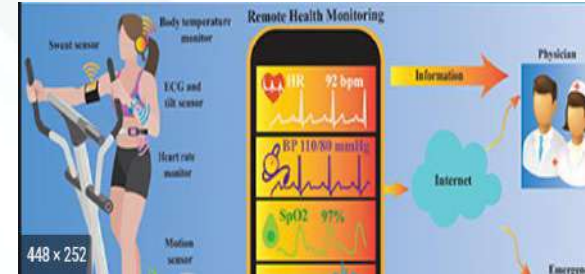 Body temperature
monitor
Sweat sensor
ECG and
tilt sensor
Heart rate
monitor
Motion
sensor
Remote Health Monitoring
HR 92 bpm
BP 110/80 mmHg
SpO2 97%
Information
Internet
Physician
448 × 252